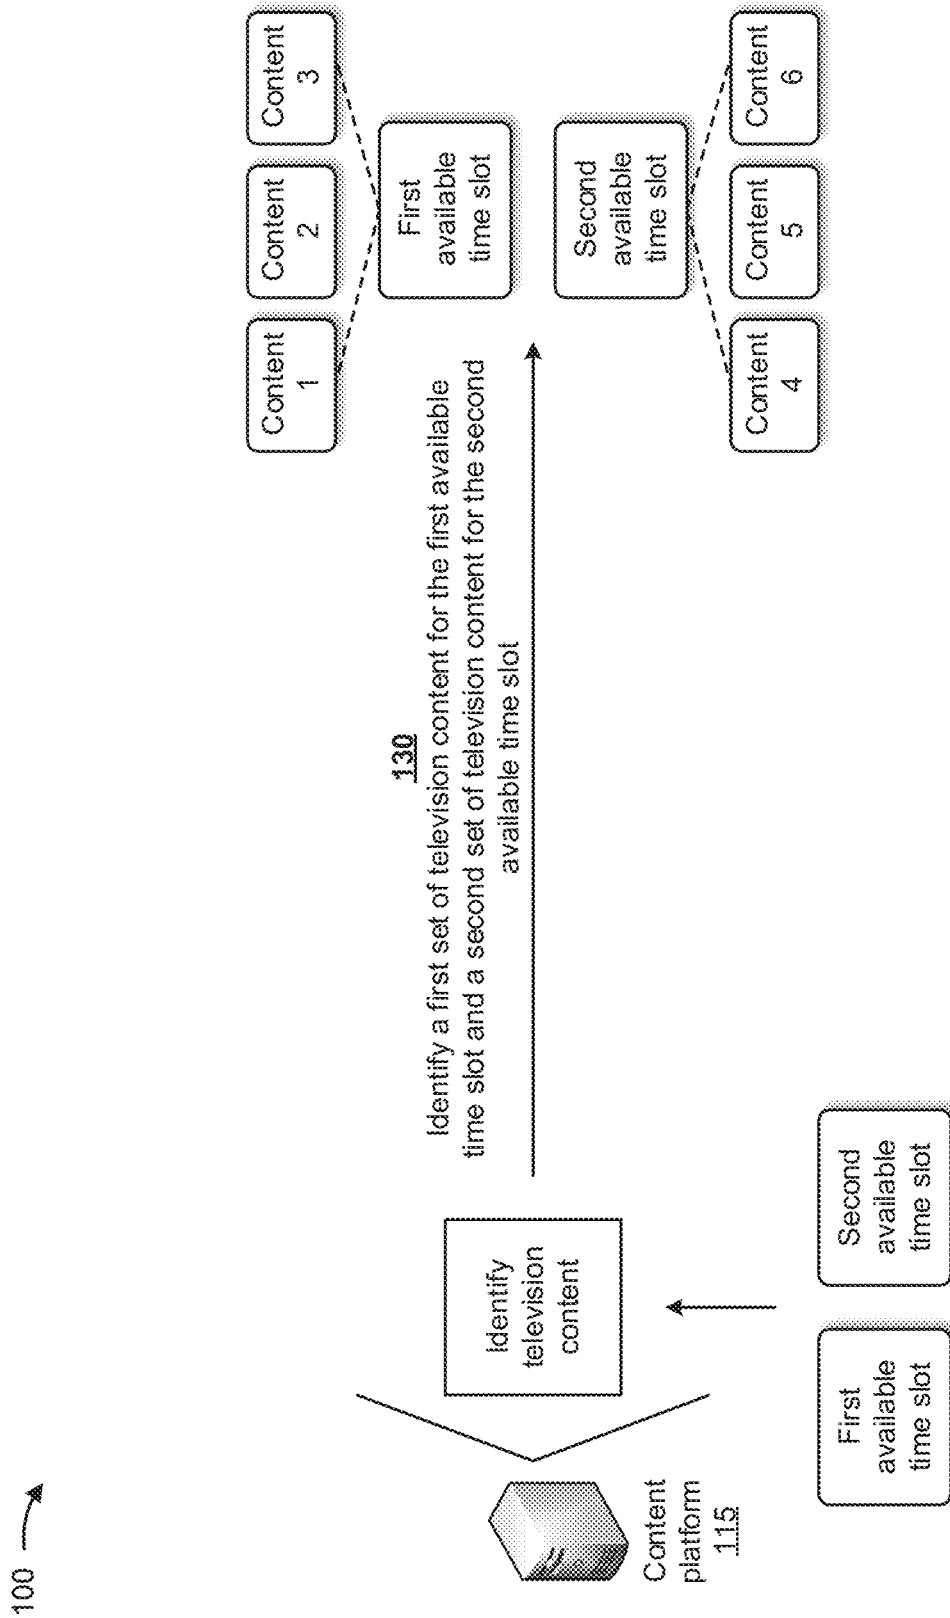 100
130
Identify a first set of television content for the first available
time slot and a second set of television content for the second
available time slot
Content
1
Content
2
Content
3
First
available
time slot
Second
available
time slot
Content
4
Content
5
Content
6
Identify
television
content
Content
platform
115
First
available
time slot
Second
available
time slot